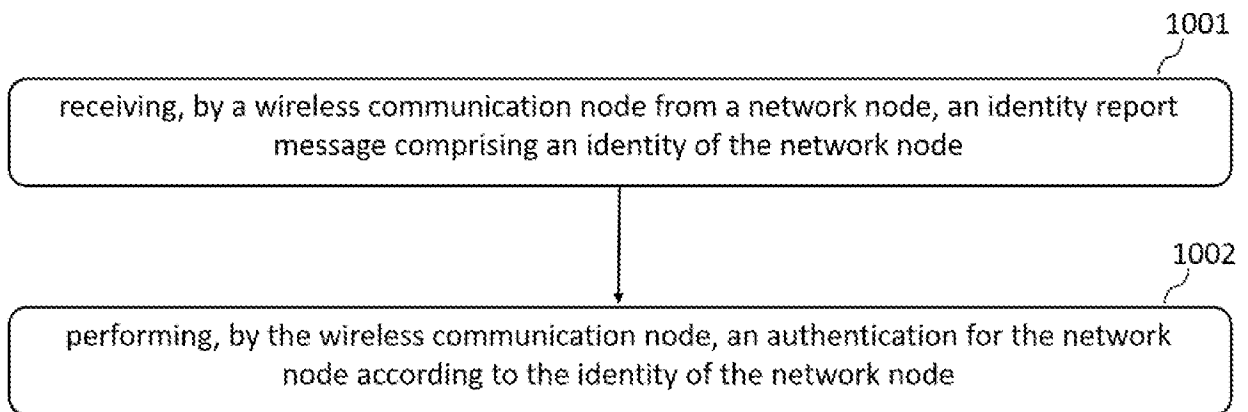 1001
receiving, by a wireless communication node from a network node, an identity report
message comprising an identity of the network node
1002
performing, by the wireless communication node, an authentication for the network
node according to the identity of the network node